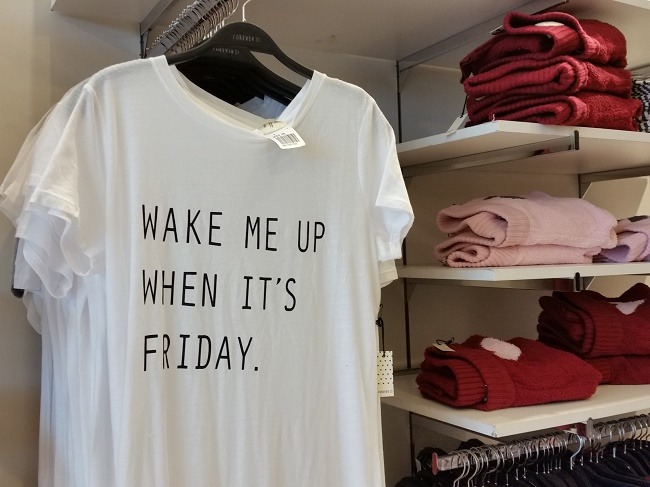 WAKE ME UP
WHEN IT'S
FRIDAY.